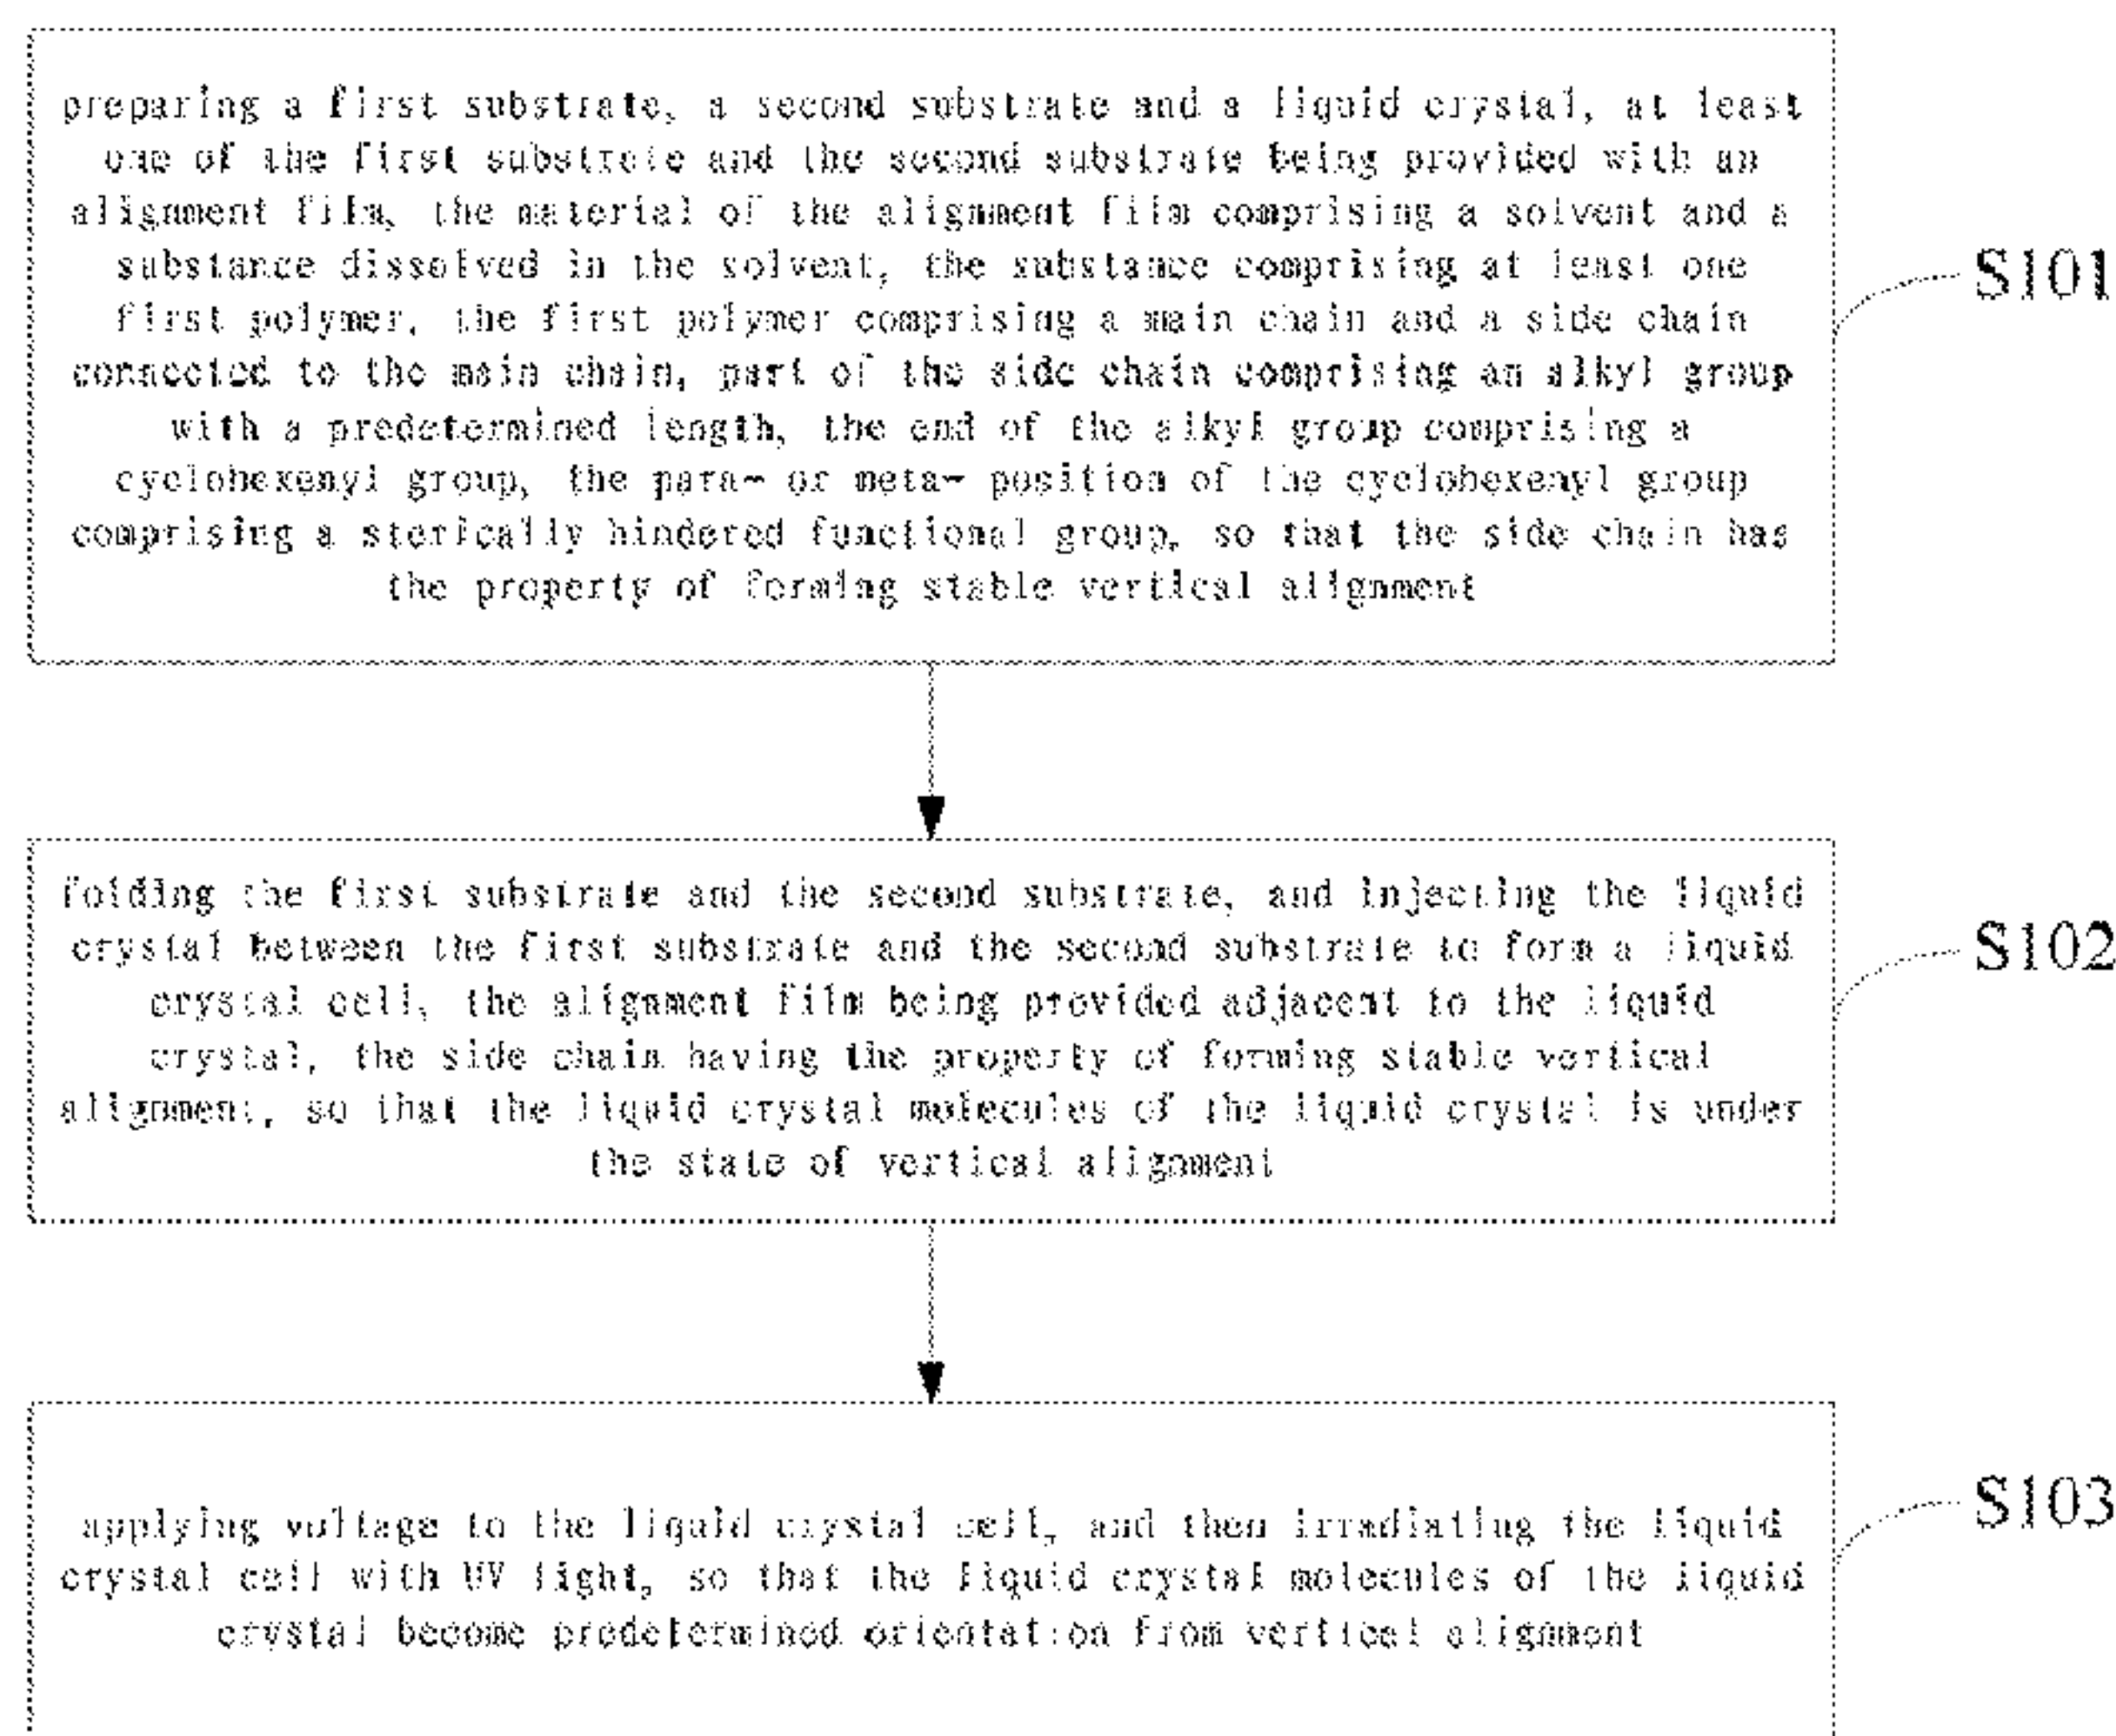 preparing a first substrate, a second substrate and a liquid crystal, at least
one of the first substrate and the second substrate being provided with an
alignment film, the material of the alignment film comprising a solvent and a
substance dissolved in the solvent, the substance comprising at least one
first polymer, the first polymer comprising a main chain and a side chain
connected to the main chain, part of the side chain comprising an alkyl group
with a predetermined length, the end of the alkyl group comprising a
cyclohexenyl group, the para- or meta- position of the cyclohexenyl group
comprising a sterically hindered functional group, so that the side chain has
the property of forming stable vertical alignment
S101
folding the first substrate and the second substrate, and injecting the liquid
crystal between the first substrate and the second substrate to form a liquid
crystal cell, the alignment film being provided adjacent to the liquid
crystal, the side chain having the property of forming stable vertical
alignment, so that the liquid crystal molecules of the liquid crystal is under
the state of vertical alignment
S102
applying voltage to the liquid crystal cell, and then irradiating the liquid
crystal cell with UV light, so that the liquid crystal molecules of the liquid
crystal become predetermined orientation from vertical alignment
S103